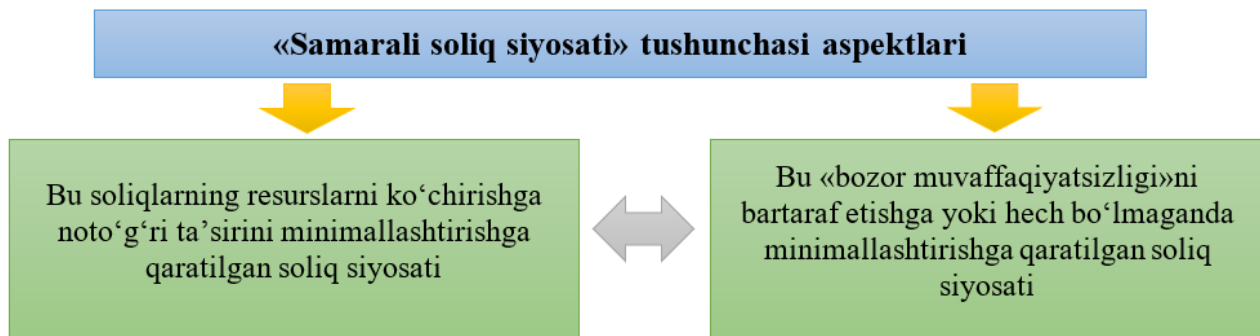 «Samarali soliq siyosati» tushunchasi aspektlari
Bu soliqlarning resurslarni ko‘chirishga
noto‘g‘ri ta’sirini minimallashtirishga
qaratilgan soliq siyosati
Bu «bozor muvaffaqiyatsizligi»ni
bartaraf etishga yoki hech bo‘lmaganda
minimallashtirishga qaratilgan soliq
siyosati